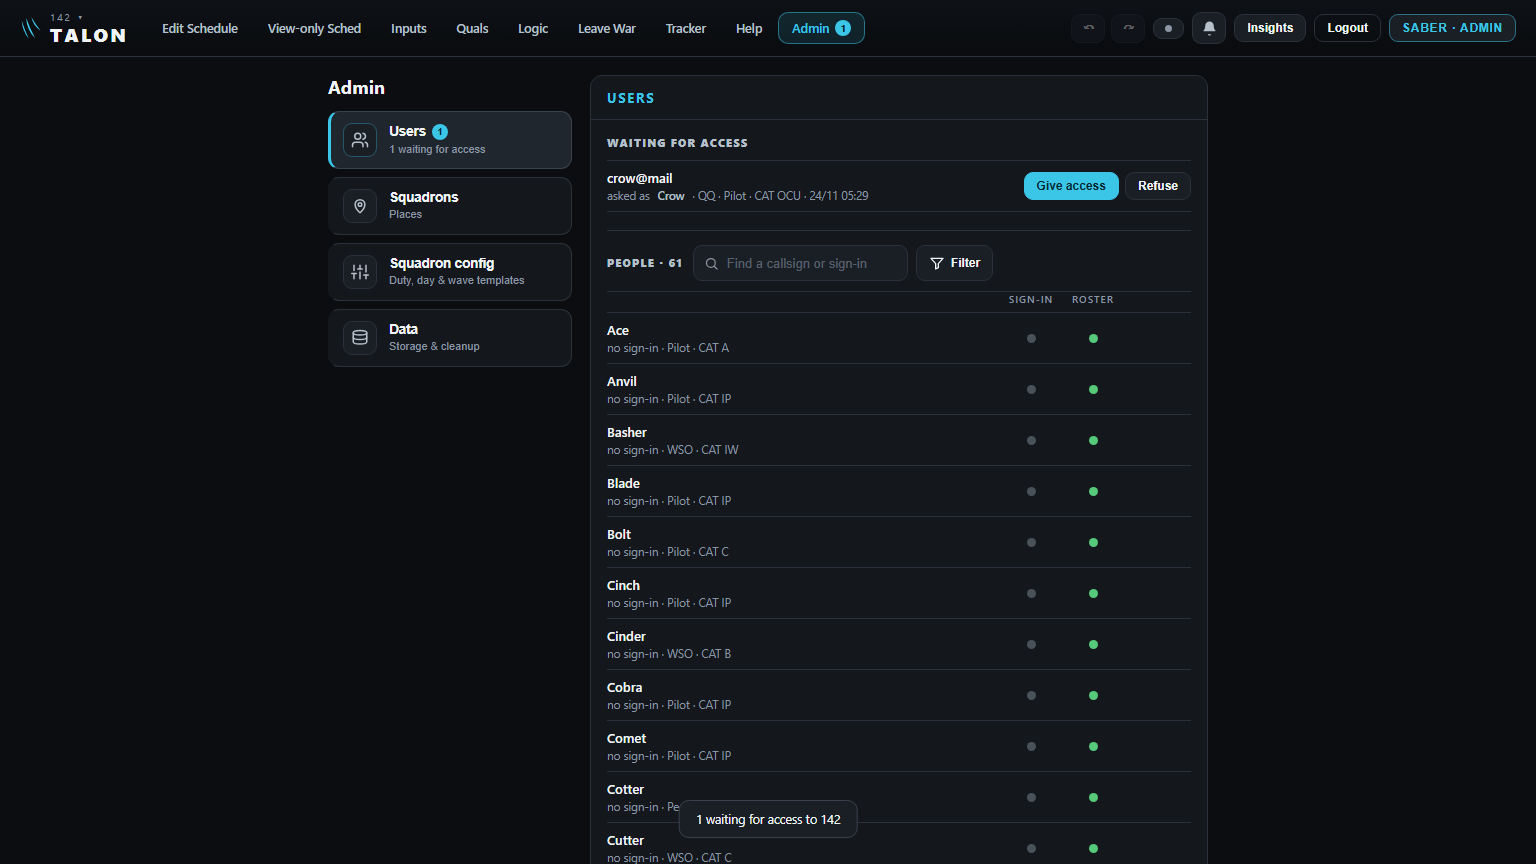 142 ▾
TALON
Edit Schedule
View-only Sched
Inputs
Quals
Logic
Leave War
Tracker
Help
Admin 1
Insights
Logout
SABER · ADMIN
Admin
Users 1
1 waiting for access
Squadrons
Places
Squadron config
Duty, day & wave templates
Data
Storage & cleanup
USERS
WAITING FOR ACCESS
crow@mail
asked as Crow · QQ · Pilot · CAT OCU · 24/11 05:29
Give access
Refuse
PEOPLE · 61
Find a callsign or sign-in
Filter
SIGN-IN ROSTER
Ace
no sign-in · Pilot · CAT A
Anvil
no sign-in · Pilot · CAT IP
Basher
no sign-in · WSO · CAT IW
Blade
no sign-in · Pilot · CAT IP
Bolt
no sign-in · Pilot · CAT C
Cinch
no sign-in · Pilot · CAT IP
Cinder
no sign-in · WSO · CAT B
Cobra
no sign-in · Pilot · CAT IP
Comet
no sign-in · Pilot · CAT IP
Cotter
no sign-in ·
1 waiting for access to 142
Cutter
no sign-in · WSO · CAT C